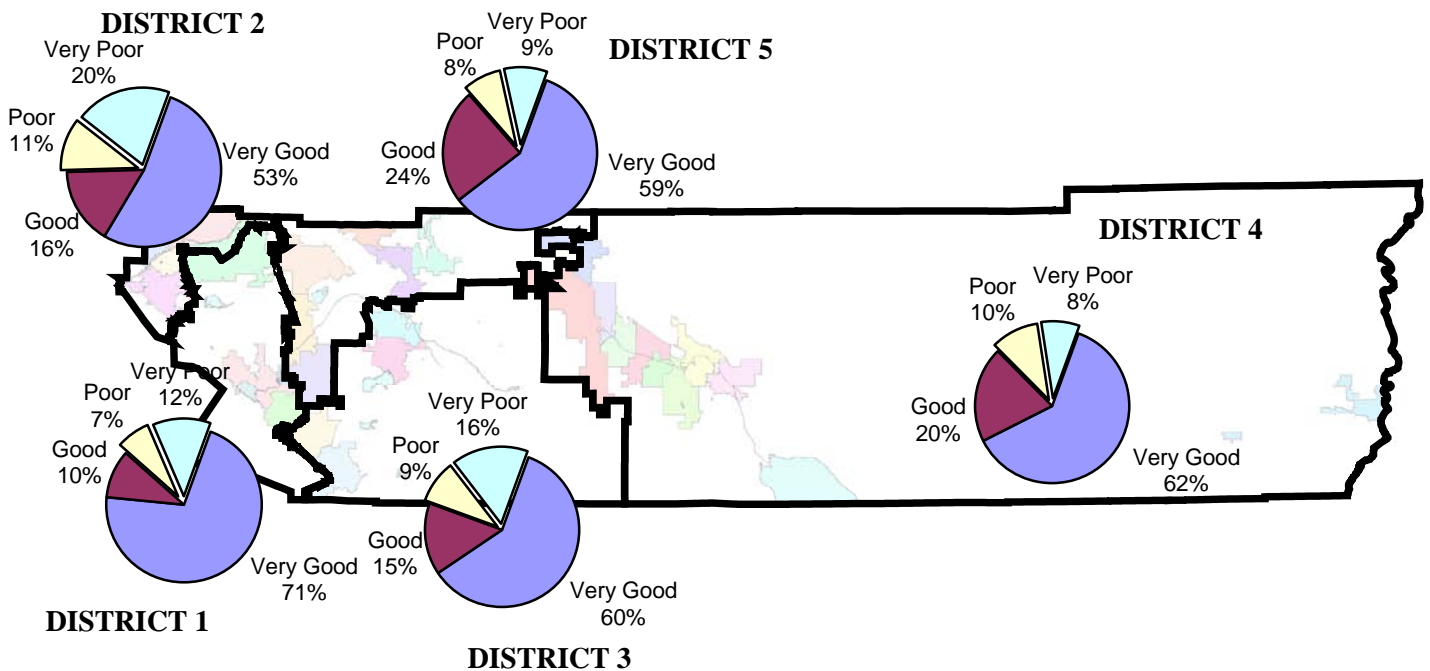 DISTRICT 2
Very Poor
20%
Poor
11%
Very Good
53%
Good
16%
DISTRICT 5
Very Poor
9%
Poor
8%
Good
24%
Very Good
59%
DISTRICT 4
Very Poor
8%
Poor
10%
Good
20%
Very Good
62%
Very Poor
12%
Poor
7%
Good
10%
Very Good
71%
DISTRICT 1
Very Poor
16%
Poor
9%
Good
15%
Very Good
60%
DISTRICT 3